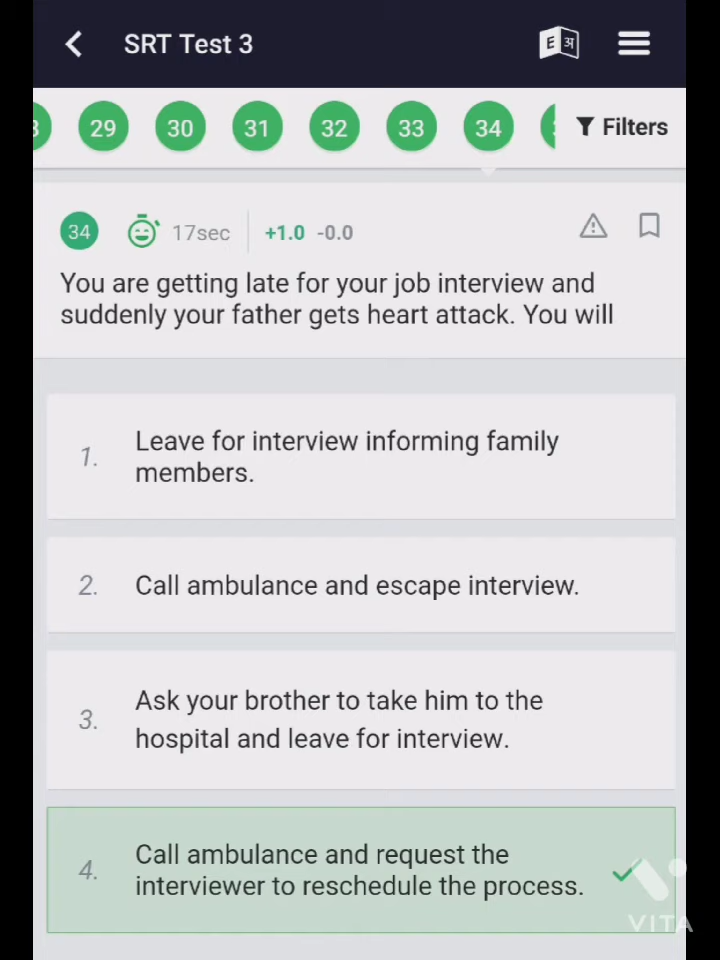 SRT Test 3
E अ
29 30 31 32 33 34
Filters
34 17sec +1.0 -0.0
You are getting late for your job interview and
suddenly your father gets heart attack. You will
1. Leave for interview informing family
members.
2. Call ambulance and escape interview.
3. Ask your brother to take him to the
hospital and leave for interview.
4. Call ambulance and request the
interviewer to reschedule the process.
VITA